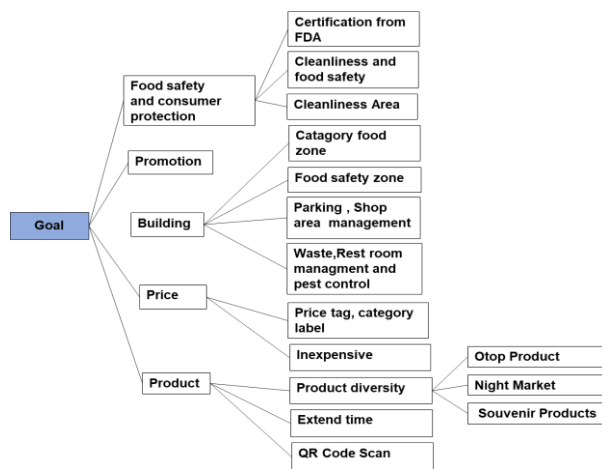 Certification from
FDA
Cleanliness and
food safety
Cleanliness Area
Food safety
and consumer
protection
Promotion
Catagory food
zone
Food safety zone
Parking , Shop
area management
Waste,Rest room
managment and
pest control
Building
Goal
Price
Price tag, category
label
Inexpensive
Product
Product diversity
Extend time
QR Code Scan
Otop Product
Night Market
Souvenir Products